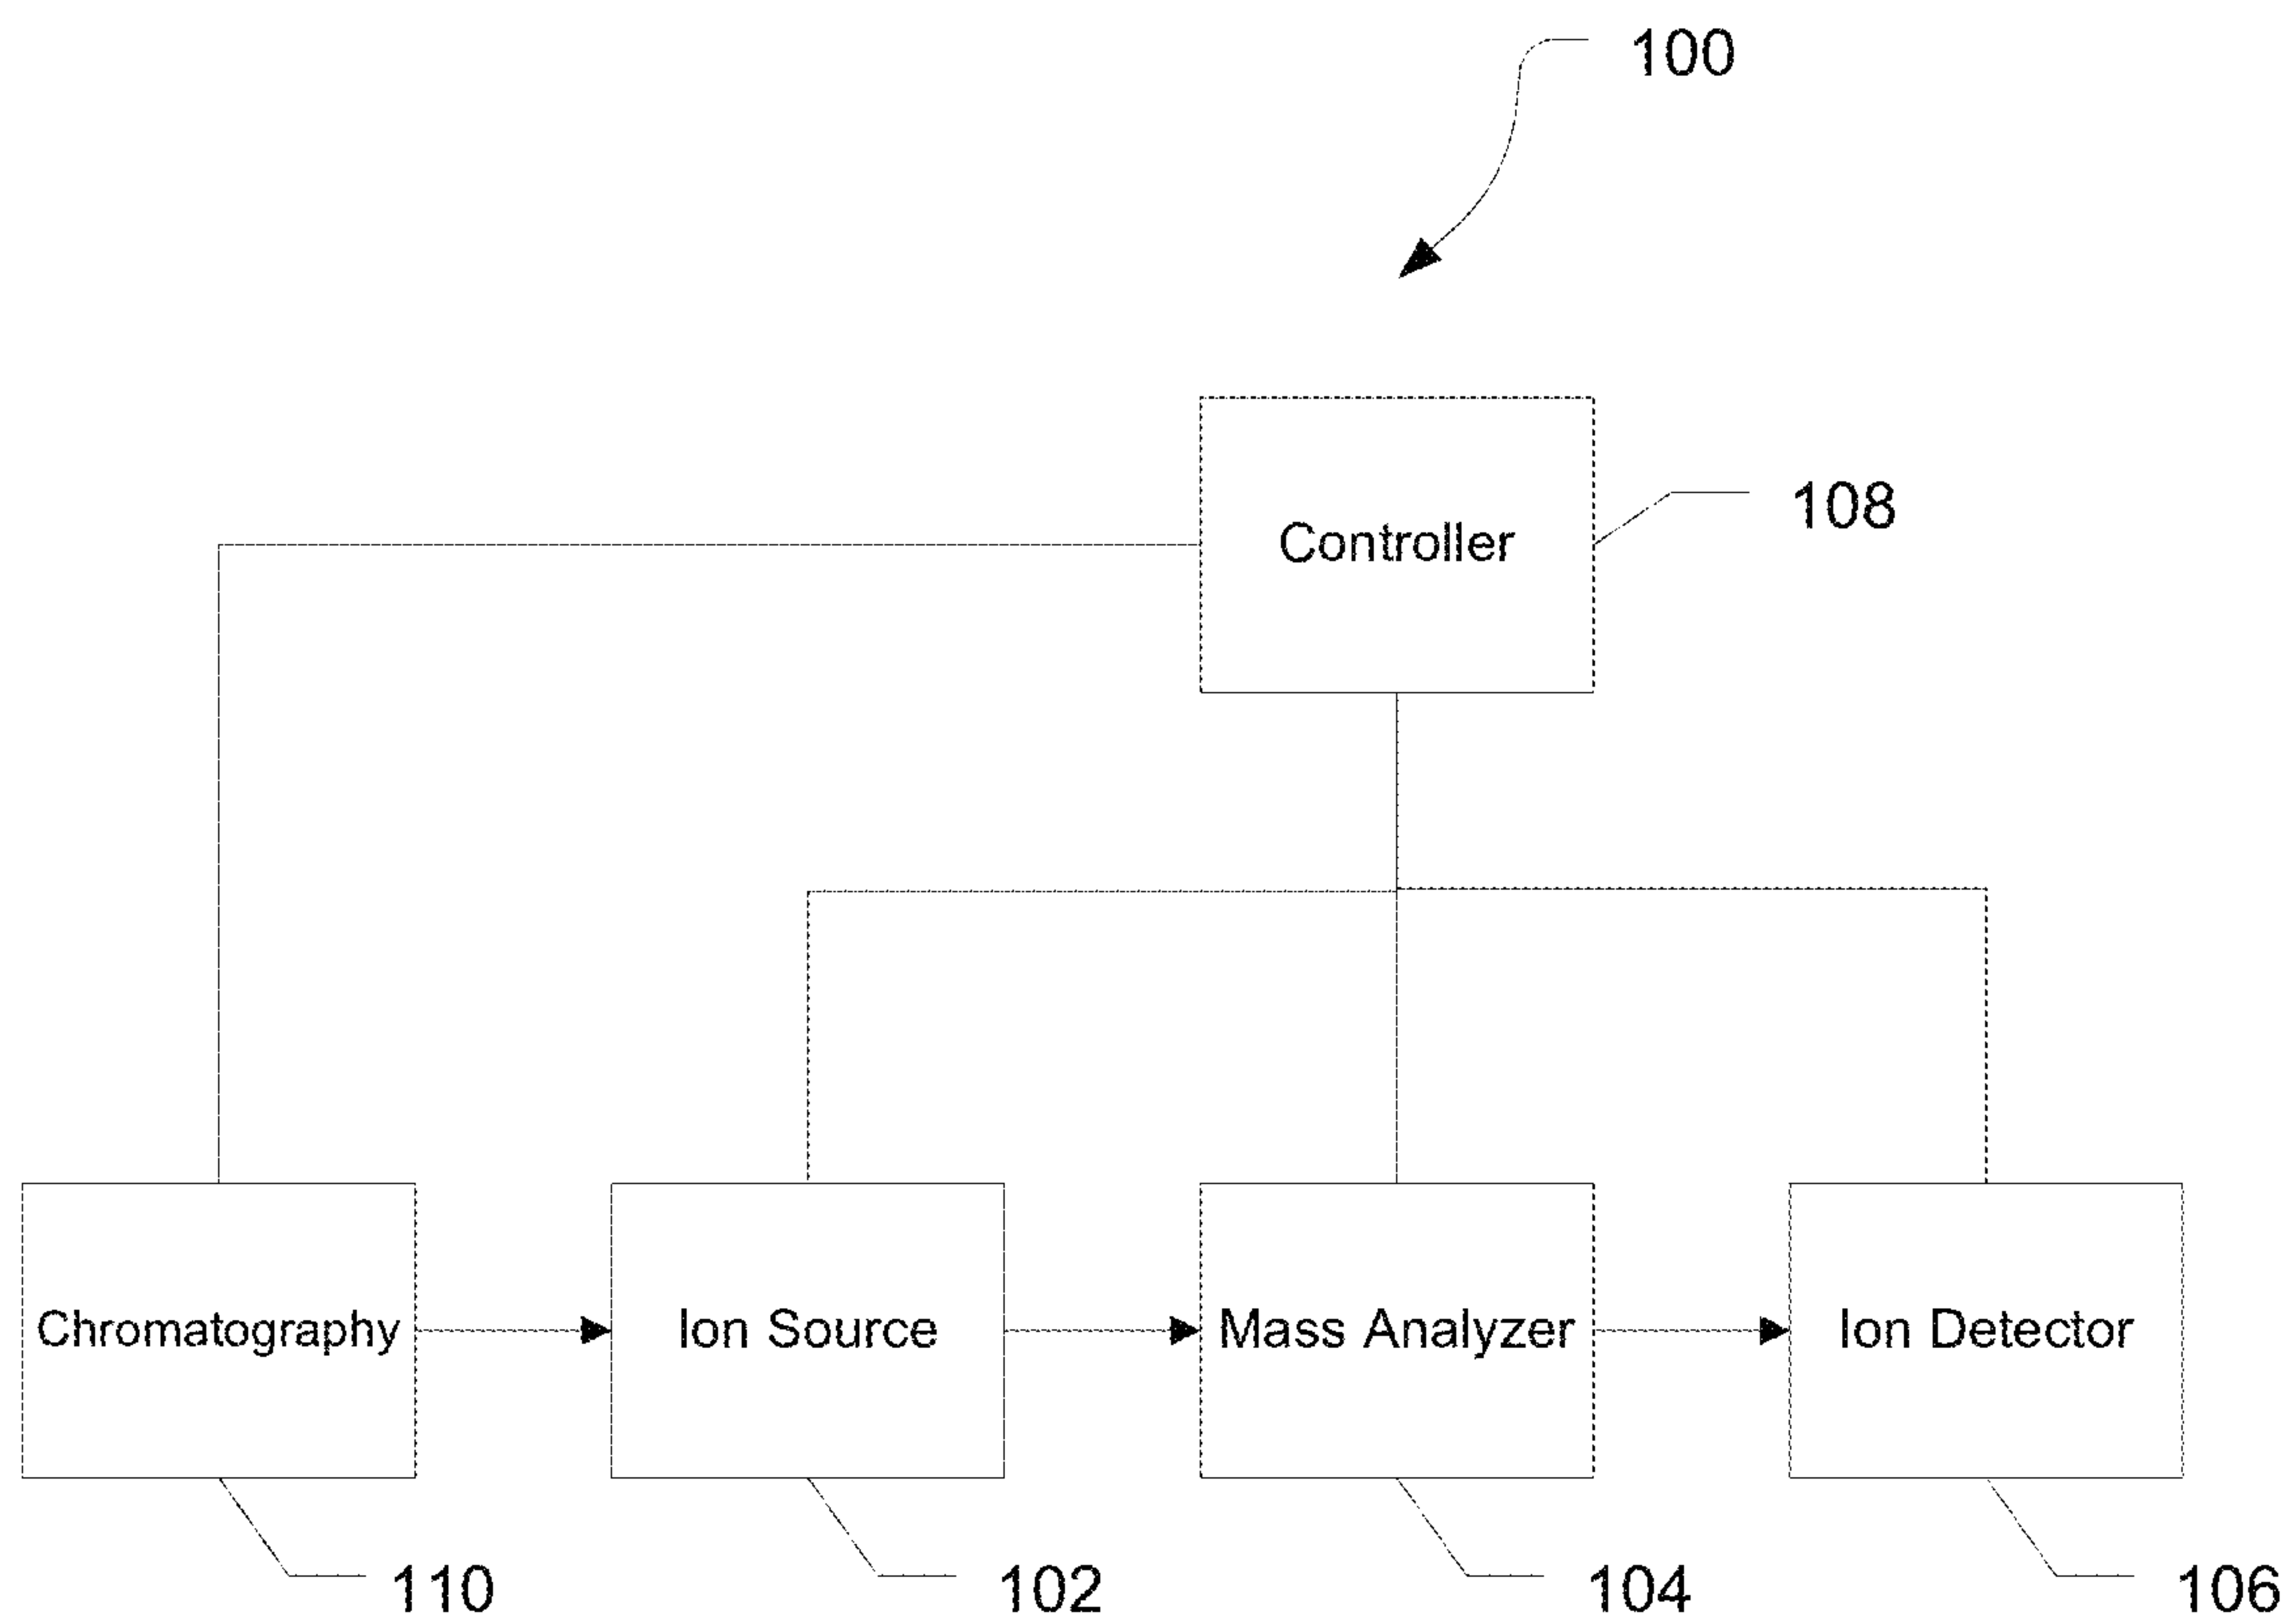 100
Controller
108
Chromatography
Ion Source
Mass Analyzer
Ion Detector
110
102
104
106